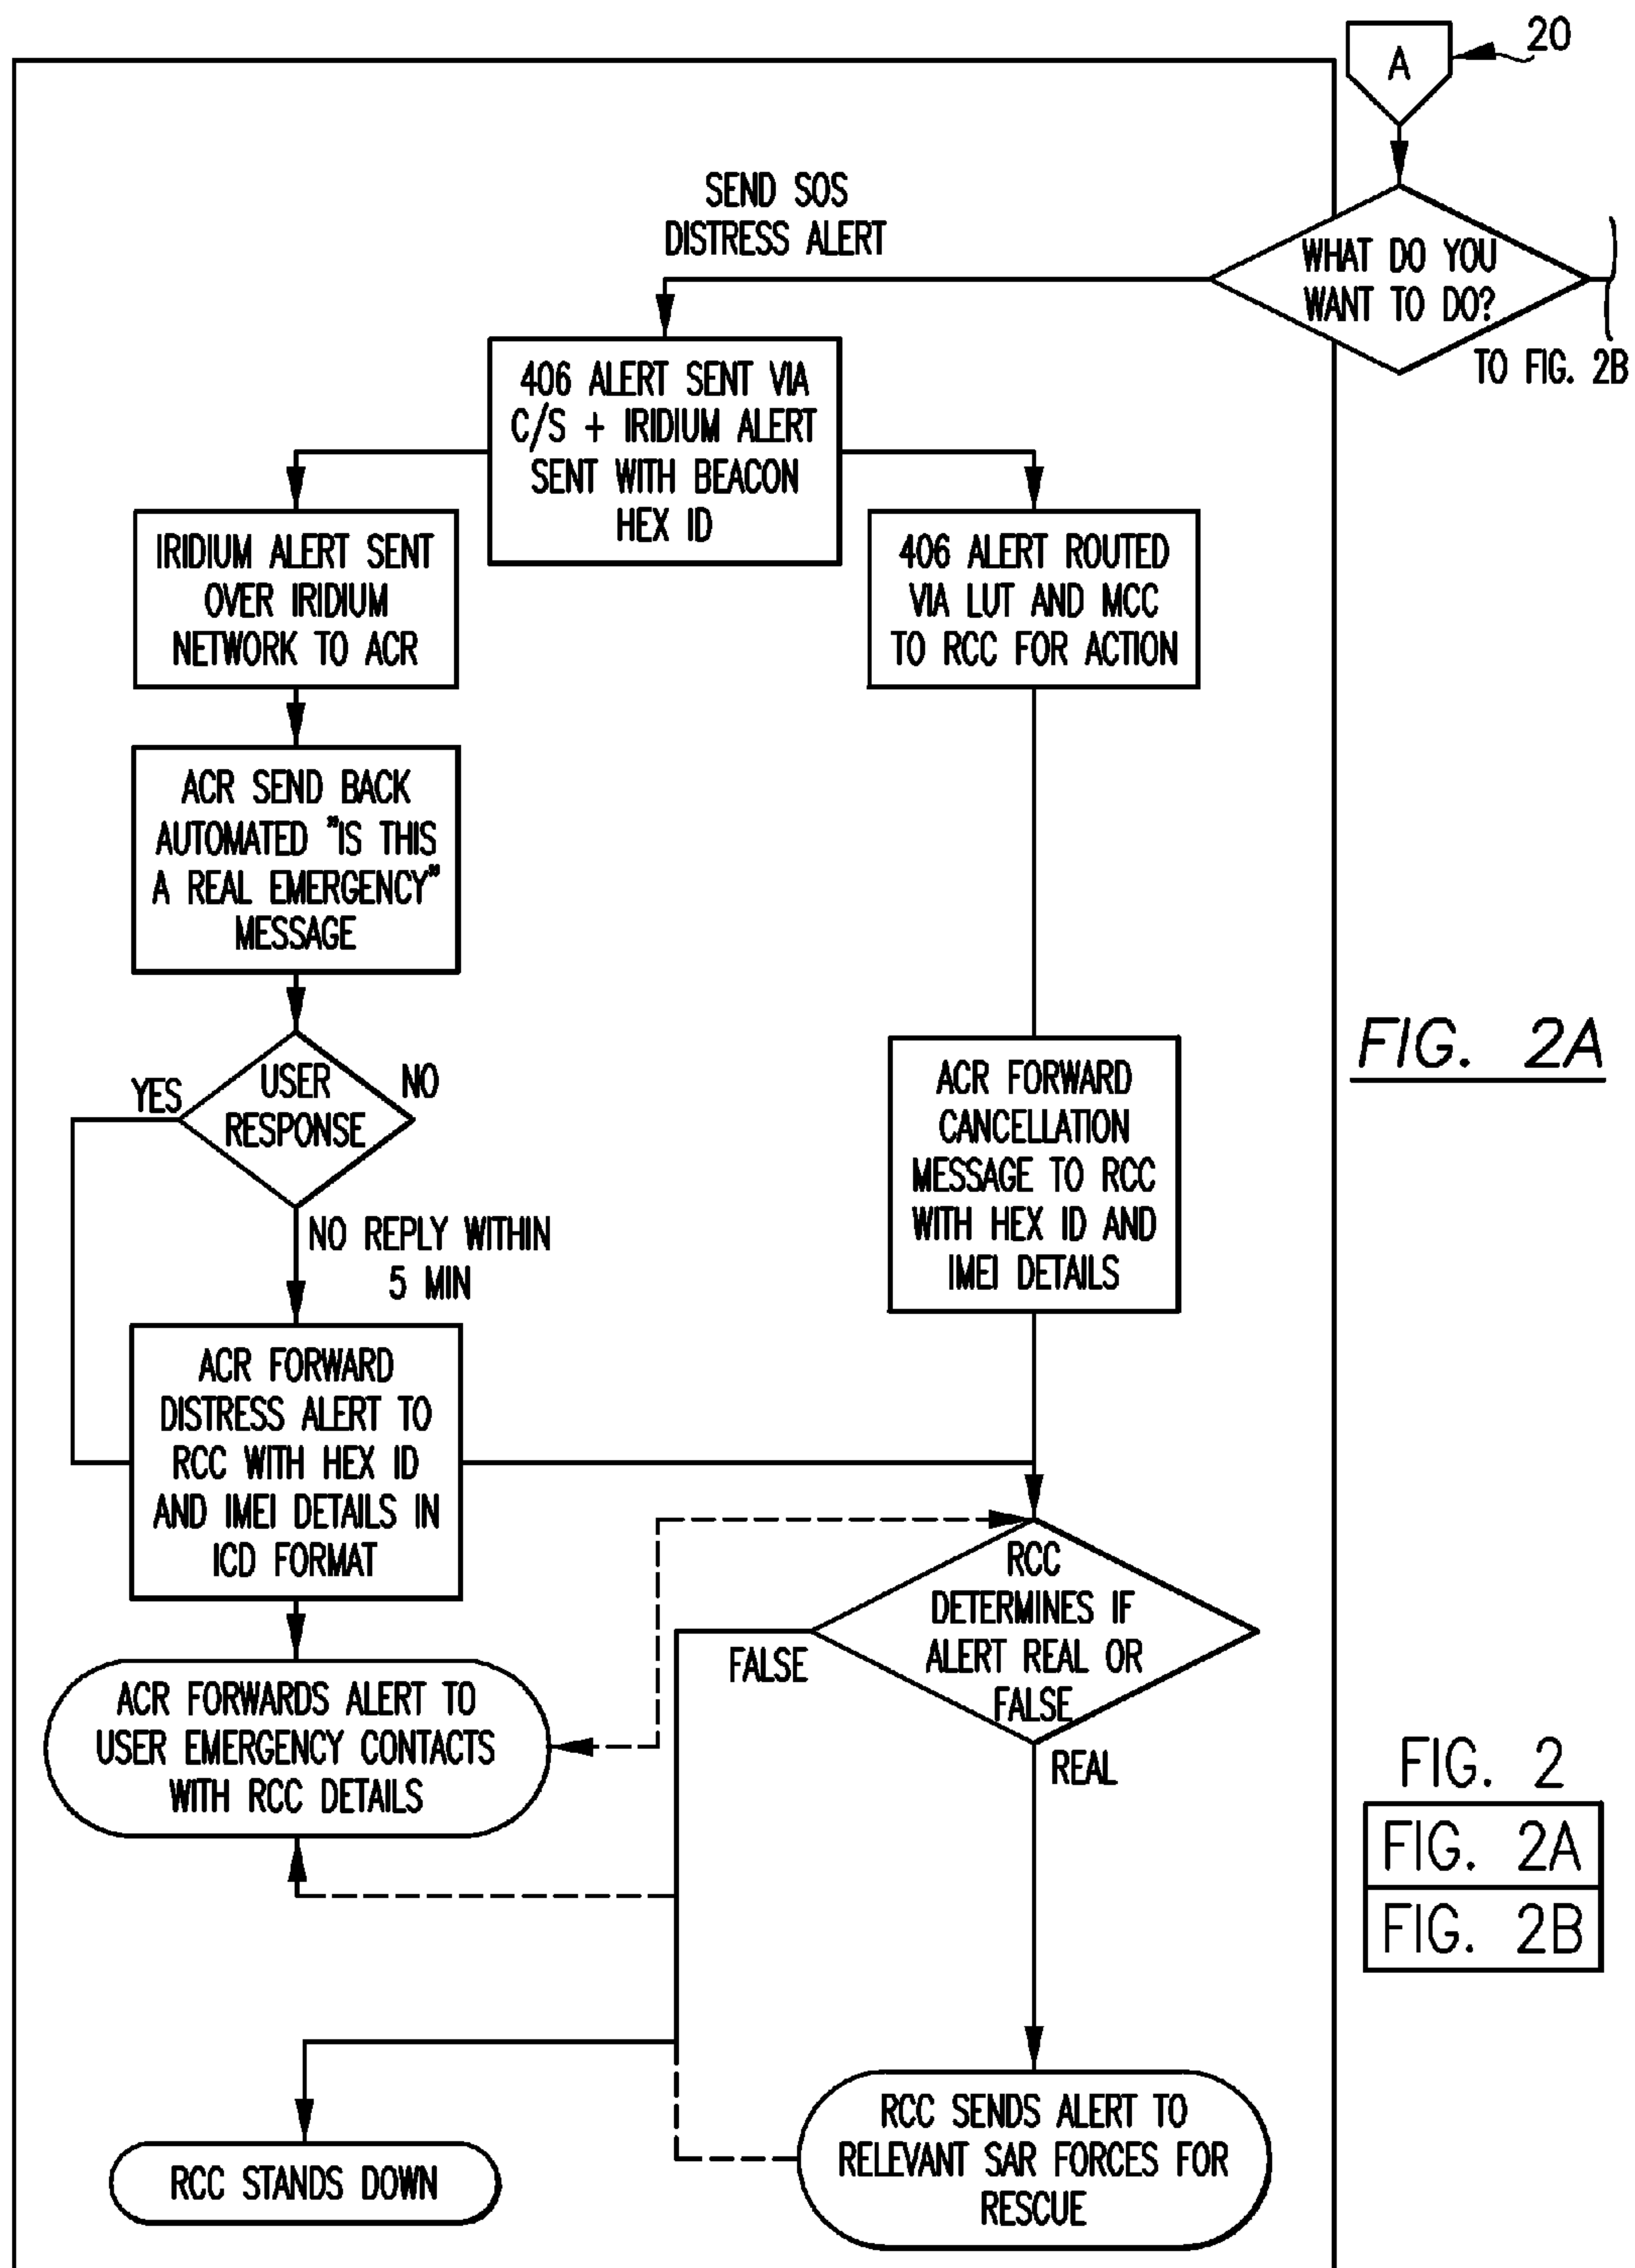 A
20
SEND SOS
DISTRESS ALERT
WHAT DO YOU
WANT TO DO?
TO FIG. 2B
406 ALERT SENT VIA
C/S + IRIDIUM ALERT
SENT WITH BEACON
HEX ID
IRIDIUM ALERT SENT
OVER IRIDIUM
NETWORK TO ACR
406 ALERT ROUTED
VIA LUT AND MCC
TO RCC FOR ACTION
ACR SEND BACK
AUTOMATED "IS THIS
A REAL EMERGENCY"
MESSAGE
YES
USER
RESPONSE
NO
NO REPLY WITHIN
5 MIN
ACR FORWARD
CANCELLATION
MESSAGE TO RCC
WITH HEX ID AND
IMEI DETAILS
FIG. 2A
ACR FORWARD
DISTRESS ALERT TO
RCC WITH HEX ID
AND IMEI DETAILS IN
ICD FORMAT
RCC
DETERMINES IF
ALERT REAL OR
FALSE
FALSE
REAL
ACR FORWARDS ALERT TO
USER EMERGENCY CONTACTS
WITH RCC DETAILS
FIG. 2
FIG. 2A
FIG. 2B
RCC STANDS DOWN
RCC SENDS ALERT TO
RELEVANT SAR FORCES FOR
RESCUE